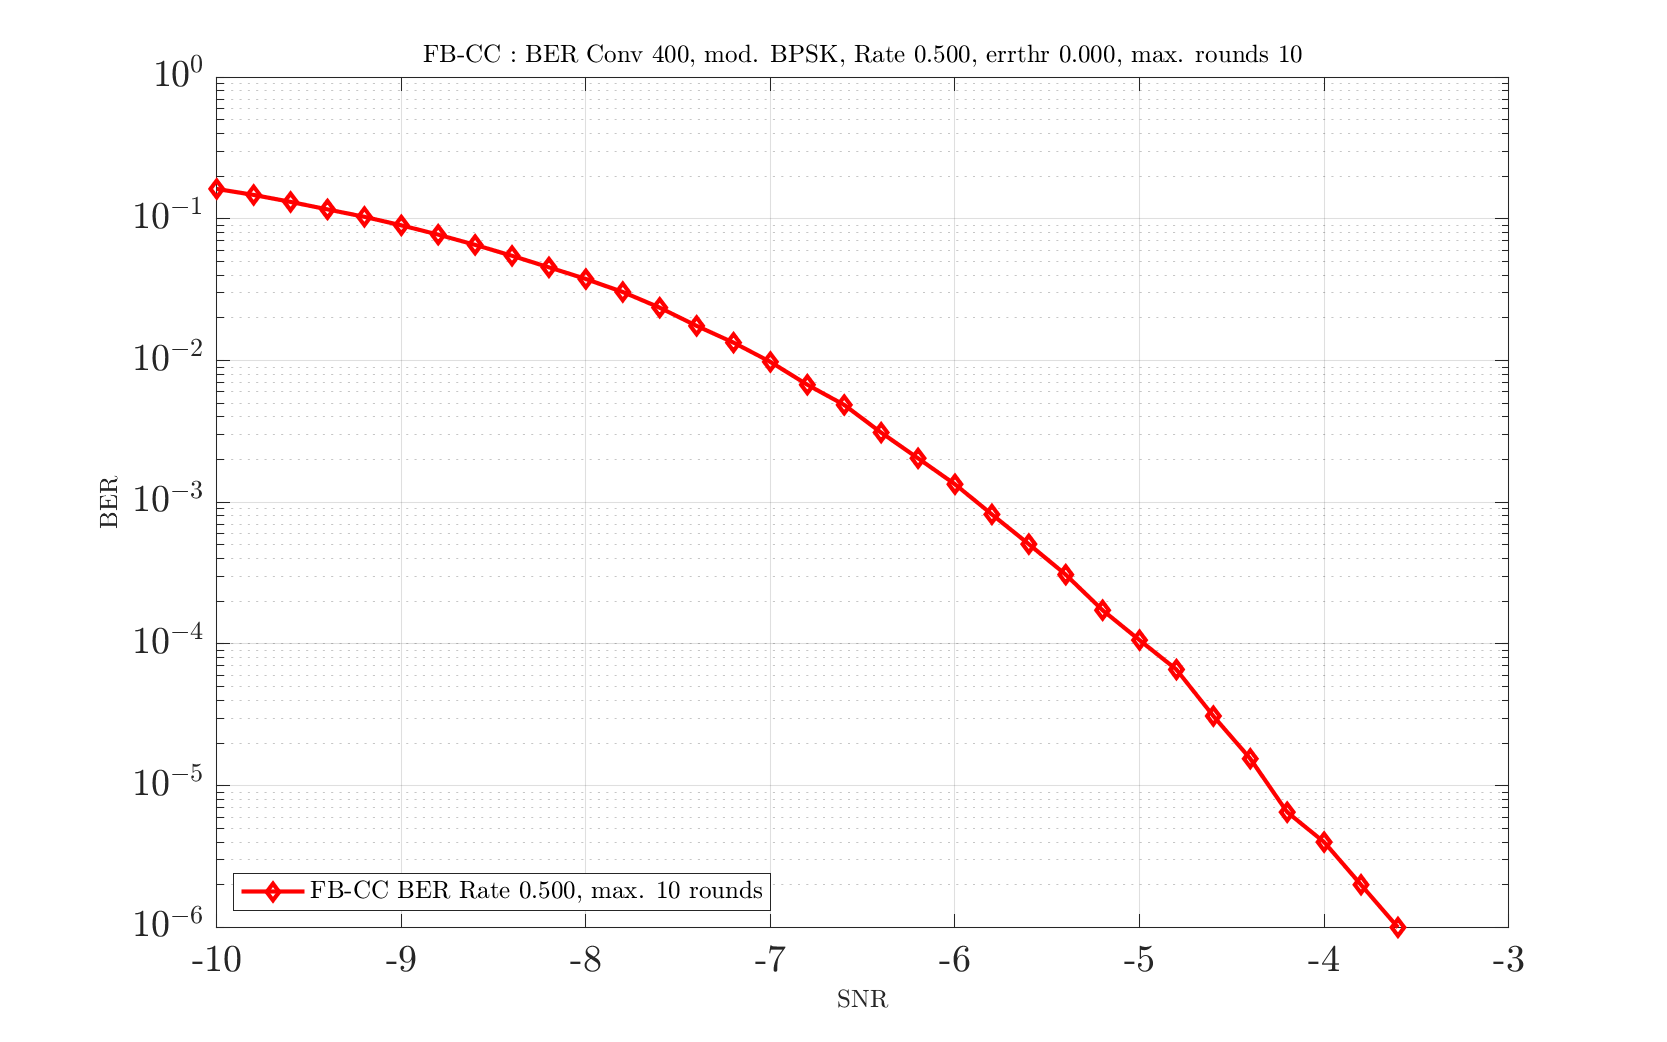 FB-CC : BER Conv 400, mod. BPSK, Rate 0.500, errthr 0.000, max. rounds 10
10^0
10^{-1}
10^{-2}
10^{-3}
10^{-4}
10^{-5}
10^{-6}
BER
FB-CC BER Rate 0.500, max. 10 rounds
-10 -9 -8 -7 -6 -5 -4 -3
SNR